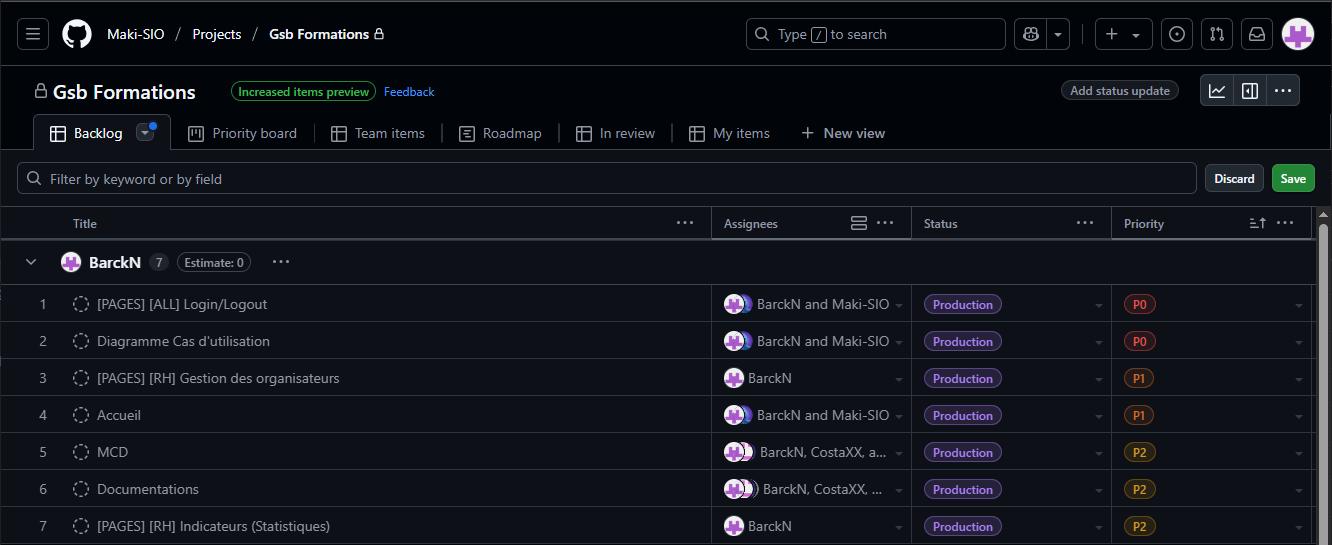 Maki-SIO / Projects / Gsb Formations Type / to search
Gsb Formations Increased items preview Feedback Add status update
Backlog Priority board Team items Roadmap In review My items + New view
Filter by keyword or by field Discard Save
Title ... Assignees ... Status ... Priority ...
BarckN 7 Estimate: 0 ...
1 [PAGES] [ALL] Login/Logout BarckN and Maki-SIO Production P0
2 Diagramme Cas d'utilisation BarckN and Maki-SIO Production P0
3 [PAGES] [RH] Gestion des organisateurs BarckN Production P1
4 Accueil BarckN and Maki-SIO Production P1
5 MCD BarckN, CostaXX, a... Production P2
6 Documentations BarckN, CostaXX, ... Production P2
7 [PAGES] [RH] Indicateurs (Statistiques) BarckN Production P2